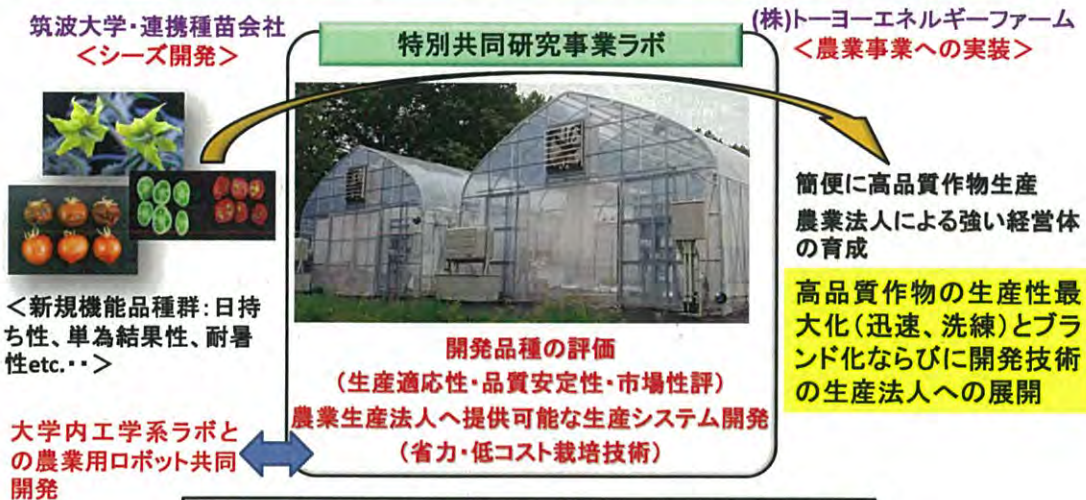 筑波大学・連携種苗会社
<シーズ開発>
特別共同研究事業ラボ
(株)トーヨーエネルギーファーム
<農業事業への実装>
<新規機能品種群:日持
ち性、単為結果性、耐暑
性etc.・・>
大学内工学系ラボと
の農業用ロボット共同
開発
開発品種の評価
(生産適応性・品質安定性・市場性評)
農業生産法人へ提供可能な生産システム開発
(省力・低コスト栽培技術)
簡便に高品質作物生産
農業法人による強い経営体
の育成
高品質作物の生産性最
大化(迅速、洗練)とブラ
ンド化ならびに開発技術
の生産法人への展開